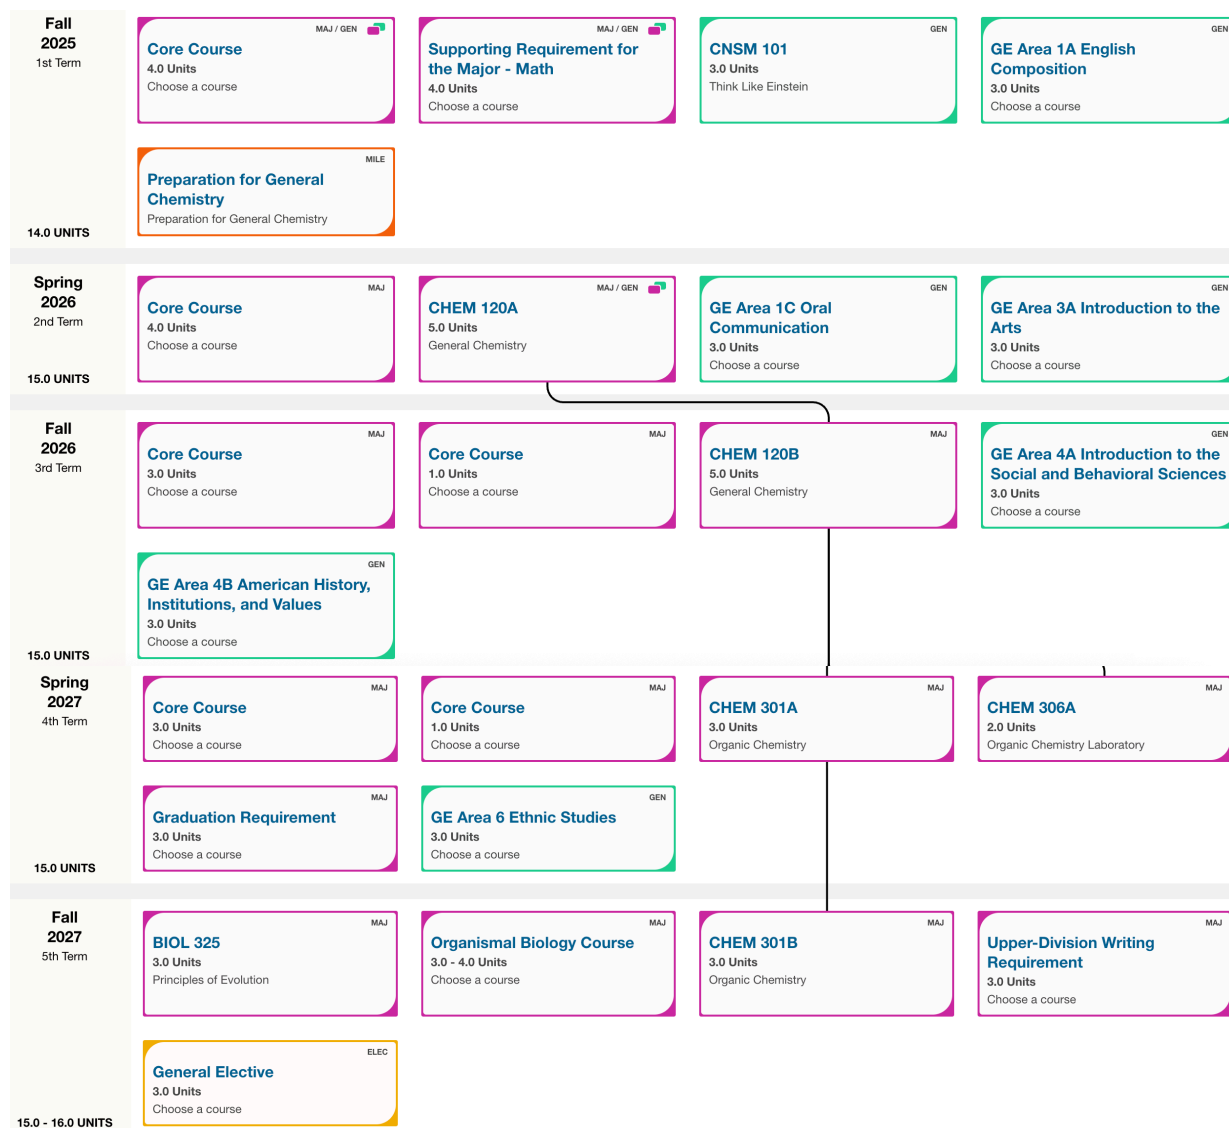 Fall
2025
1st Term
14.0 UNITS
MAJ / GEN
Core Course
4.0 Units
Choose a course
MAJ / GEN
Supporting Requirement for
the Major - Math
4.0 Units
Choose a course
GEN
CNSM 101
3.0 Units
Think Like Einstein
GEN
GE Area 1A English
Composition
3.0 Units
Choose a course
MILE
Preparation for General
Chemistry
Preparation for General Chemistry
Spring
2026
2nd Term
15.0 UNITS
MAJ
Core Course
4.0 Units
Choose a course
MAJ / GEN
CHEM 120A
5.0 Units
General Chemistry
GEN
GE Area 1C Oral
Communication
3.0 Units
Choose a course
GEN
GE Area 3A Introduction to the
Arts
3.0 Units
Choose a course
Fall
2026
3rd Term
15.0 UNITS
MAJ
Core Course
3.0 Units
Choose a course
MAJ
Core Course
1.0 Units
Choose a course
MAJ
CHEM 120B
5.0 Units
General Chemistry
GEN
GE Area 4A Introduction to the
Social and Behavioral Sciences
3.0 Units
Choose a course
GEN
GE Area 4B American History,
Institutions, and Values
3.0 Units
Choose a course
Spring
2027
4th Term
15.0 UNITS
MAJ
Core Course
3.0 Units
Choose a course
MAJ
Core Course
1.0 Units
Choose a course
MAJ
CHEM 301A
3.0 Units
Organic Chemistry
MAJ
CHEM 306A
2.0 Units
Organic Chemistry Laboratory
MAJ
Graduation Requirement
3.0 Units
Choose a course
GEN
GE Area 6 Ethnic Studies
3.0 Units
Choose a course
Fall
2027
5th Term
15.0 - 16.0 UNITS
MAJ
BIOL 325
3.0 Units
Principles of Evolution
MAJ
Organismal Biology Course
3.0 - 4.0 Units
Choose a course
MAJ
CHEM 301B
3.0 Units
Organic Chemistry
MAJ
Upper-Division Writing
Requirement
3.0 Units
Choose a course
ELEC
General Elective
3.0 Units
Choose a course